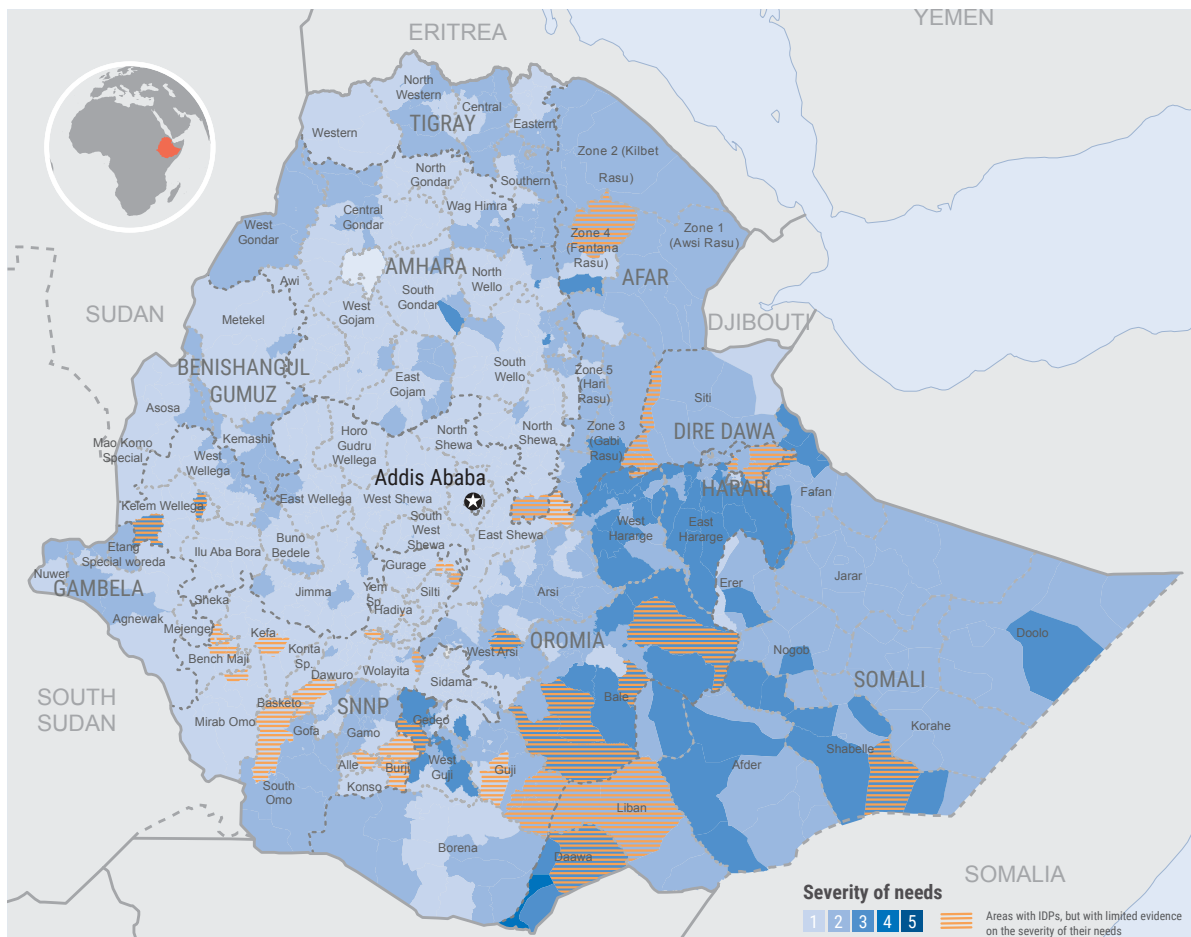 ERITREA
YEMEN
North
Western
Central
TIGRAY
Eastern
Western
Zone 2 (Kilbet
Rasu)
North
Gondar
Southern
Wag Himra
Central
Gondar
West
Gondar
Zone 4
(Fantana
Rasu)
Zone 1
(Awsi Rasu)
AMHARA
North
Wello
AFAR
Awi
South
Gondar
SUDAN
Metekel
West
Gojam
DJIBOUTI
BENISHANGUL
GUMUZ
South
Wello
Zone 5
(Hari
Rasu)
East
Gojam
Siti
Asosa
Horo
Gudru
Wellega
North
Shewa
North
Shewa
Zone 3
(Gabi
Rasu)
DIRE DAWA
Mao Komo
Special
Kemashi
West
Wellega
Addis Ababa
HARARI
Fafan
Kelem Wellega
East Wellega
West Shewa
South
West
Shewa
East Shewa
West
Hararge
East
Hararge
Etang
Special woreda
Ilu Aba Bora
Buno
Bedele
Gurage
Nuwer
GAMBELA
Jimma
Yem
Sp.
Silti
Arsi
Erer
Jarar
Sheka
Hadiya
Agnewak
Mejenger
Kefa
OROMIA
Doolo
Bench Maji
Konta
Sp.
Wolayita
West Arsi
Nogob
Dawuro
Sidama
SOMALI
SOUTH
SUDAN
Basketo
SNNP
Bale
Mirab Omo
Gofa
Gamo
Gedeo
Korahe
Shabelle
Alle
Burji
West
Guji
Guji
Afder
South
Omo
Konso
Liban
Borena
Daawa
SOMALIA
Severity of needs
1 2 3 4 5
Areas with IDPs, but with limited evidence
on the severity of their needs